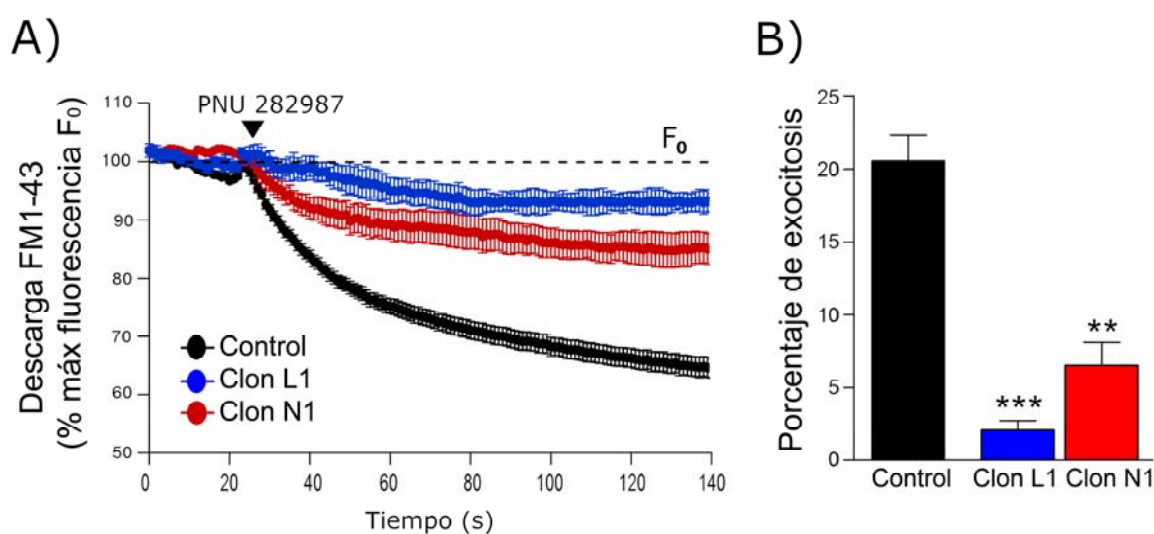 A)
Descarga FM1-43
(% máx fluorescencia F₀)
110
100
90
80
70
60
50
PNU 282987
F₀
Control
Clon L1
Clon N1
0 20 40 60 80 100 120 140
Tiempo (s)
B)
Porcentaje de exocitosis
25
20
15
10
5
0
***
**
Control Clon L1 Clon N1